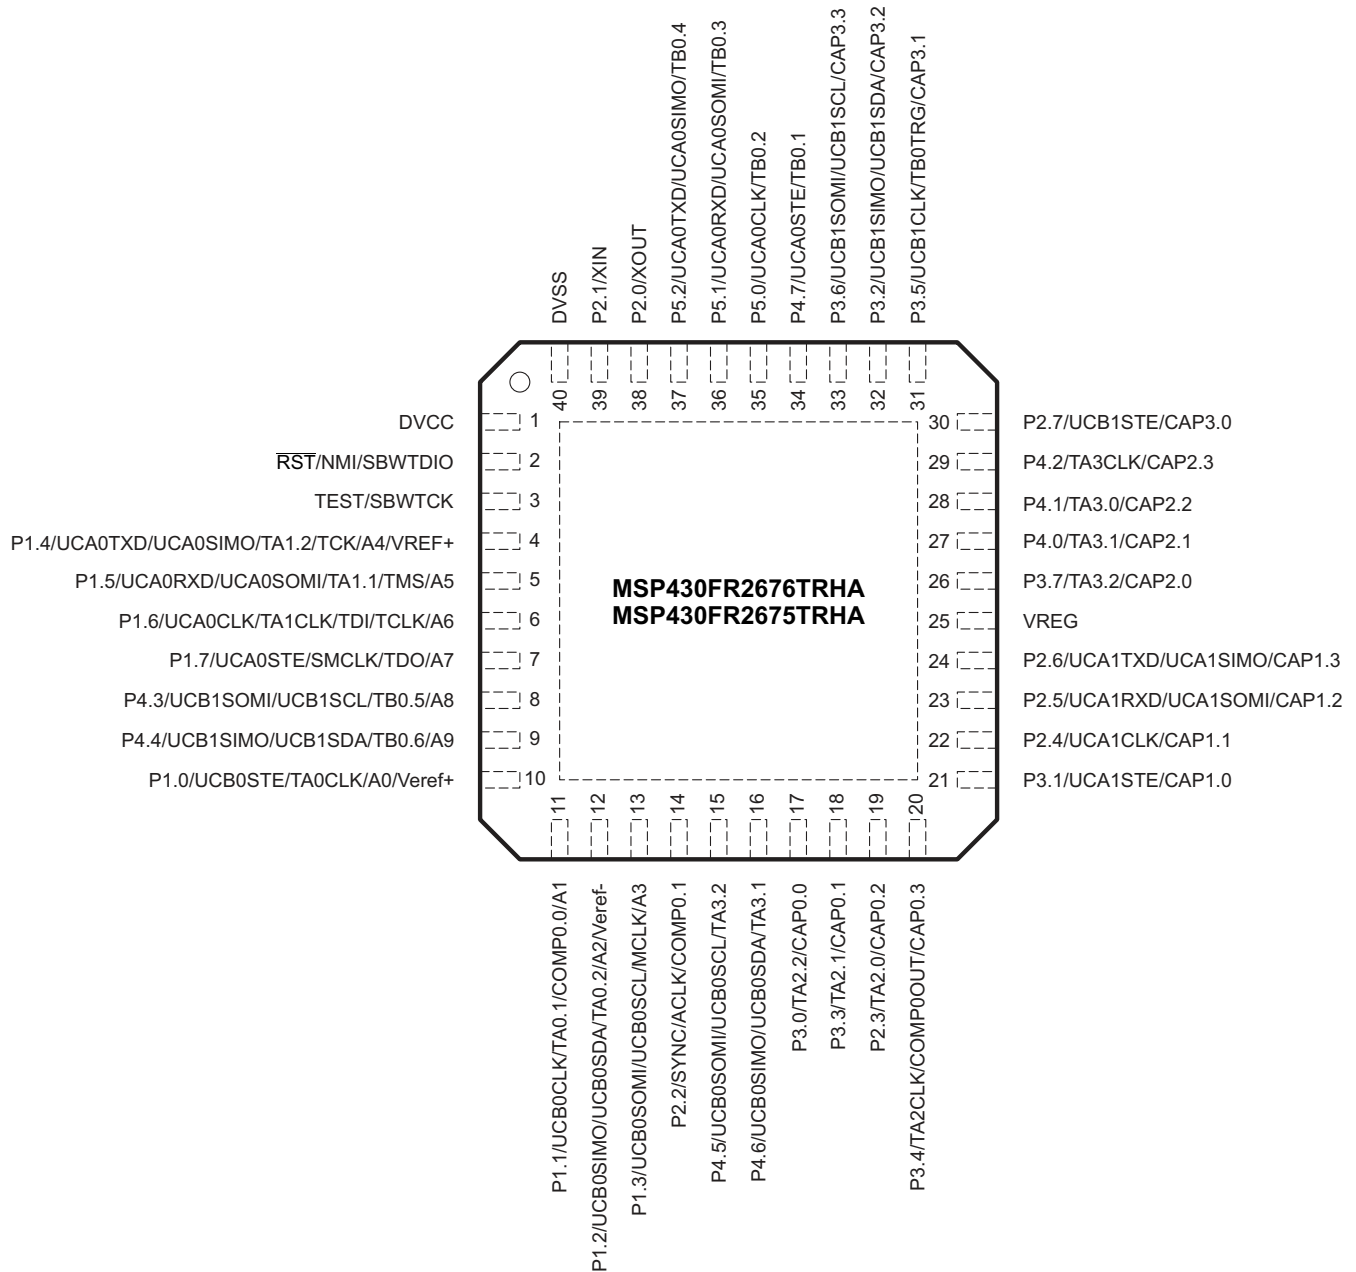 DVSS
P2.1/XIN
P2.0/XOUT
P5.2/UCA0TXD/UCA0SIMO/TB0.4
P5.1/UCA0RXD/UCA0SOMI/TB0.3
P5.0/UCA0CLK/TB0.2
P4.7/UCA0STE/TB0.1
P3.6/UCB1SOMI/UCB1SCL/CAP3.3
P3.2/UCB1SIMO/UCB1SDA/CAP3.2
P3.5/UCB1CLK/TB0TRG/CAP3.1
40
39
38
37
36
35
34
33
32
31
DVCC 1
RST/NMI/SBWTDIO 2
TEST/SBWTCK 3
P1.4/UCA0TXD/UCA0SIMO/TA1.2/TCK/A4/VREF+ 4
P1.5/UCA0RXD/UCA0SOMI/TA1.1/TMS/A5 5
P1.6/UCA0CLK/TA1CLK/TDI/TCLK/A6 6
P1.7/UCA0STE/SMCLK/TDO/A7 7
P4.3/UCB1SOMI/UCB1SCL/TB0.5/A8 8
P4.4/UCB1SIMO/UCB1SDA/TB0.6/A9 9
P1.0/UCB0STE/TA0CLK/A0/Veref+ 10
MSP430FR2676TRHA
MSP430FR2675TRHA
30 P2.7/UCB1STE/CAP3.0
29 P4.2/TA3CLK/CAP2.3
28 P4.1/TA3.0/CAP2.2
27 P4.0/TA3.1/CAP2.1
26 P3.7/TA3.2/CAP2.0
25 VREG
24 P2.6/UCA1TXD/UCA1SIMO/CAP1.3
23 P2.5/UCA1RXD/UCA1SOMI/CAP1.2
22 P2.4/UCA1CLK/CAP1.1
21 P3.1/UCA1STE/CAP1.0
11
12
13
14
15
16
17
18
19
20
P1.1/UCB0CLK/TA0.1/COMP0.0/A1
P1.2/UCB0SIMO/UCB0SDA/TA0.2/A2/Veref-
P1.3/UCB0SOMI/UCB0SCL/MCLK/A3
P2.2/SYNC/ACLK/COMP0.1
P4.5/UCB0SOMI/UCB0SCL/TA3.2
P4.6/UCB0SIMO/UCB0SDA/TA3.1
P3.0/TA2.2/CAP0.0
P3.3/TA2.1/CAP0.1
P2.3/TA2.0/CAP0.2
P3.4/TA2CLK/COMP0OUT/CAP0.3